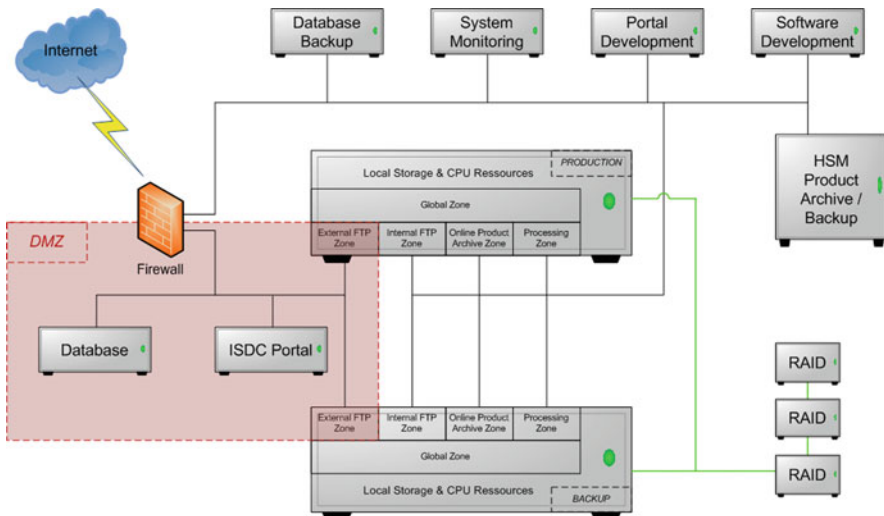 Internet
Database
Backup
System
Monitoring
Portal
Development
Software
Development
PRODUCTION
Local Storage & CPU Ressources
Global Zone
External FTP
Zone
Internal FTP
Zone
Online Product
Archive Zone
Processing
Zone
HSM
Product
Archive /
Backup
DMZ
Firewall
Database
ISDC Portal
RAID
RAID
RAID
External FTP
Zone
Internal FTP
Zone
Online Product
Archive Zone
Processing
Zone
Global Zone
Local Storage & CPU Ressources
BACKUP